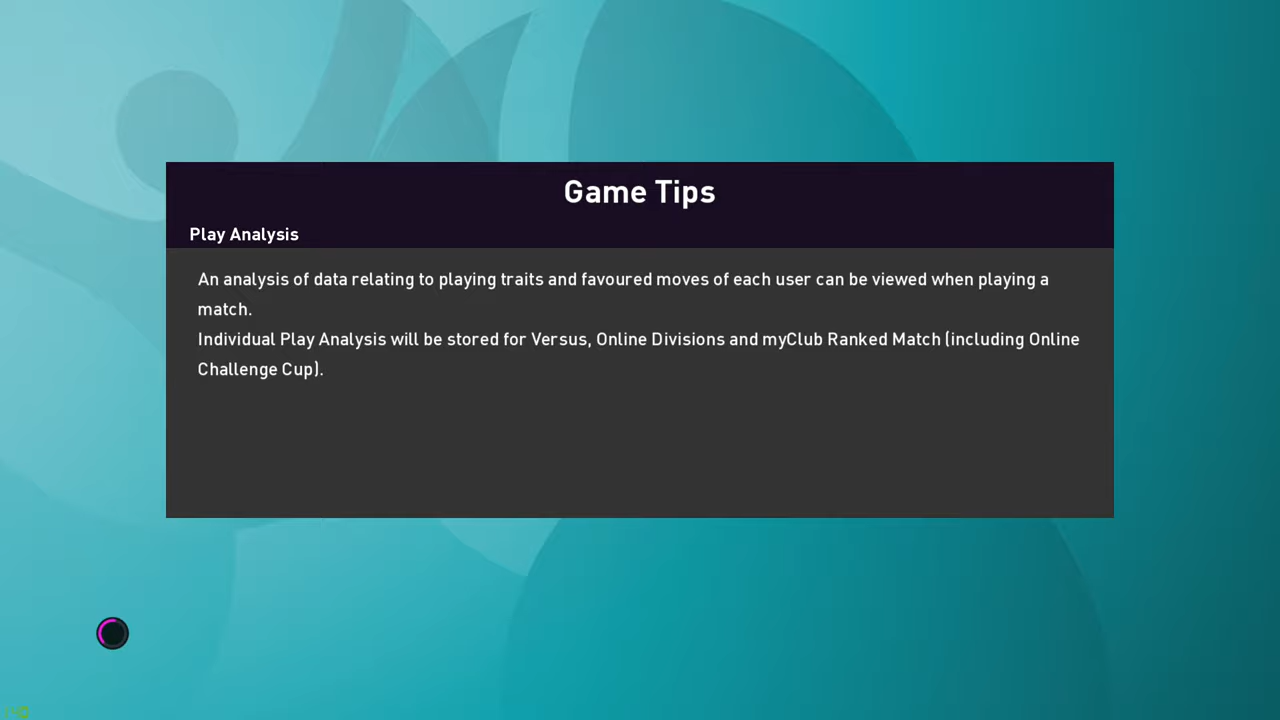 Game Tips
Play Analysis
An analysis of data relating to playing traits and favoured moves of each user can be viewed when playing a
match.
Individual Play Analysis will be stored for Versus, Online Divisions and myClub Ranked Match (including Online
Challenge Cup).